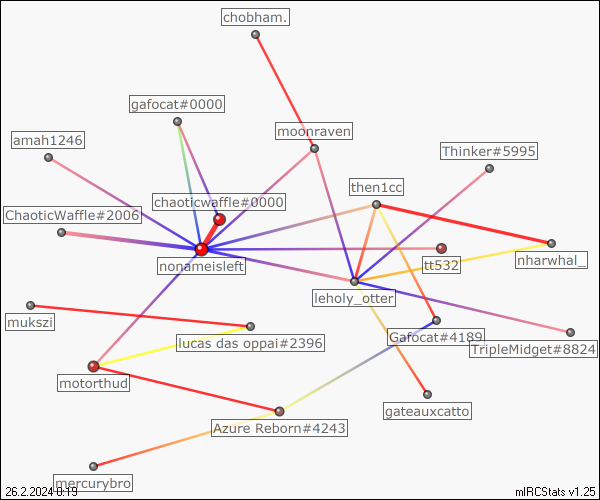 chobham.
gafocat#0000
moonraven
amah1246
Thinker#5995
then1cc
chaoticwaffle#0000
ChaoticWaffle#2006
nonameisleft
tt532
nharwhal_
leholy_otter
mukszi
Gafocat#4189
lucas das oppai#2396
TripleMidget#8824
motorthud
gateauxcatto
Azure Reborn#4243
mercurybro
26.2.2024 0:19
mIRCStats v1.25